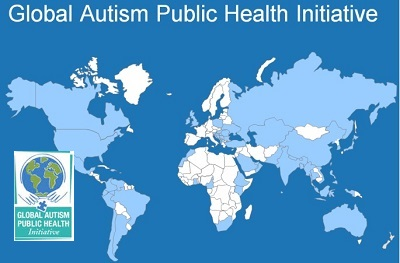 Global Autism Public Health Initiative
GLOBAL AUTISM
PUBLIC HEALTH
Initiative